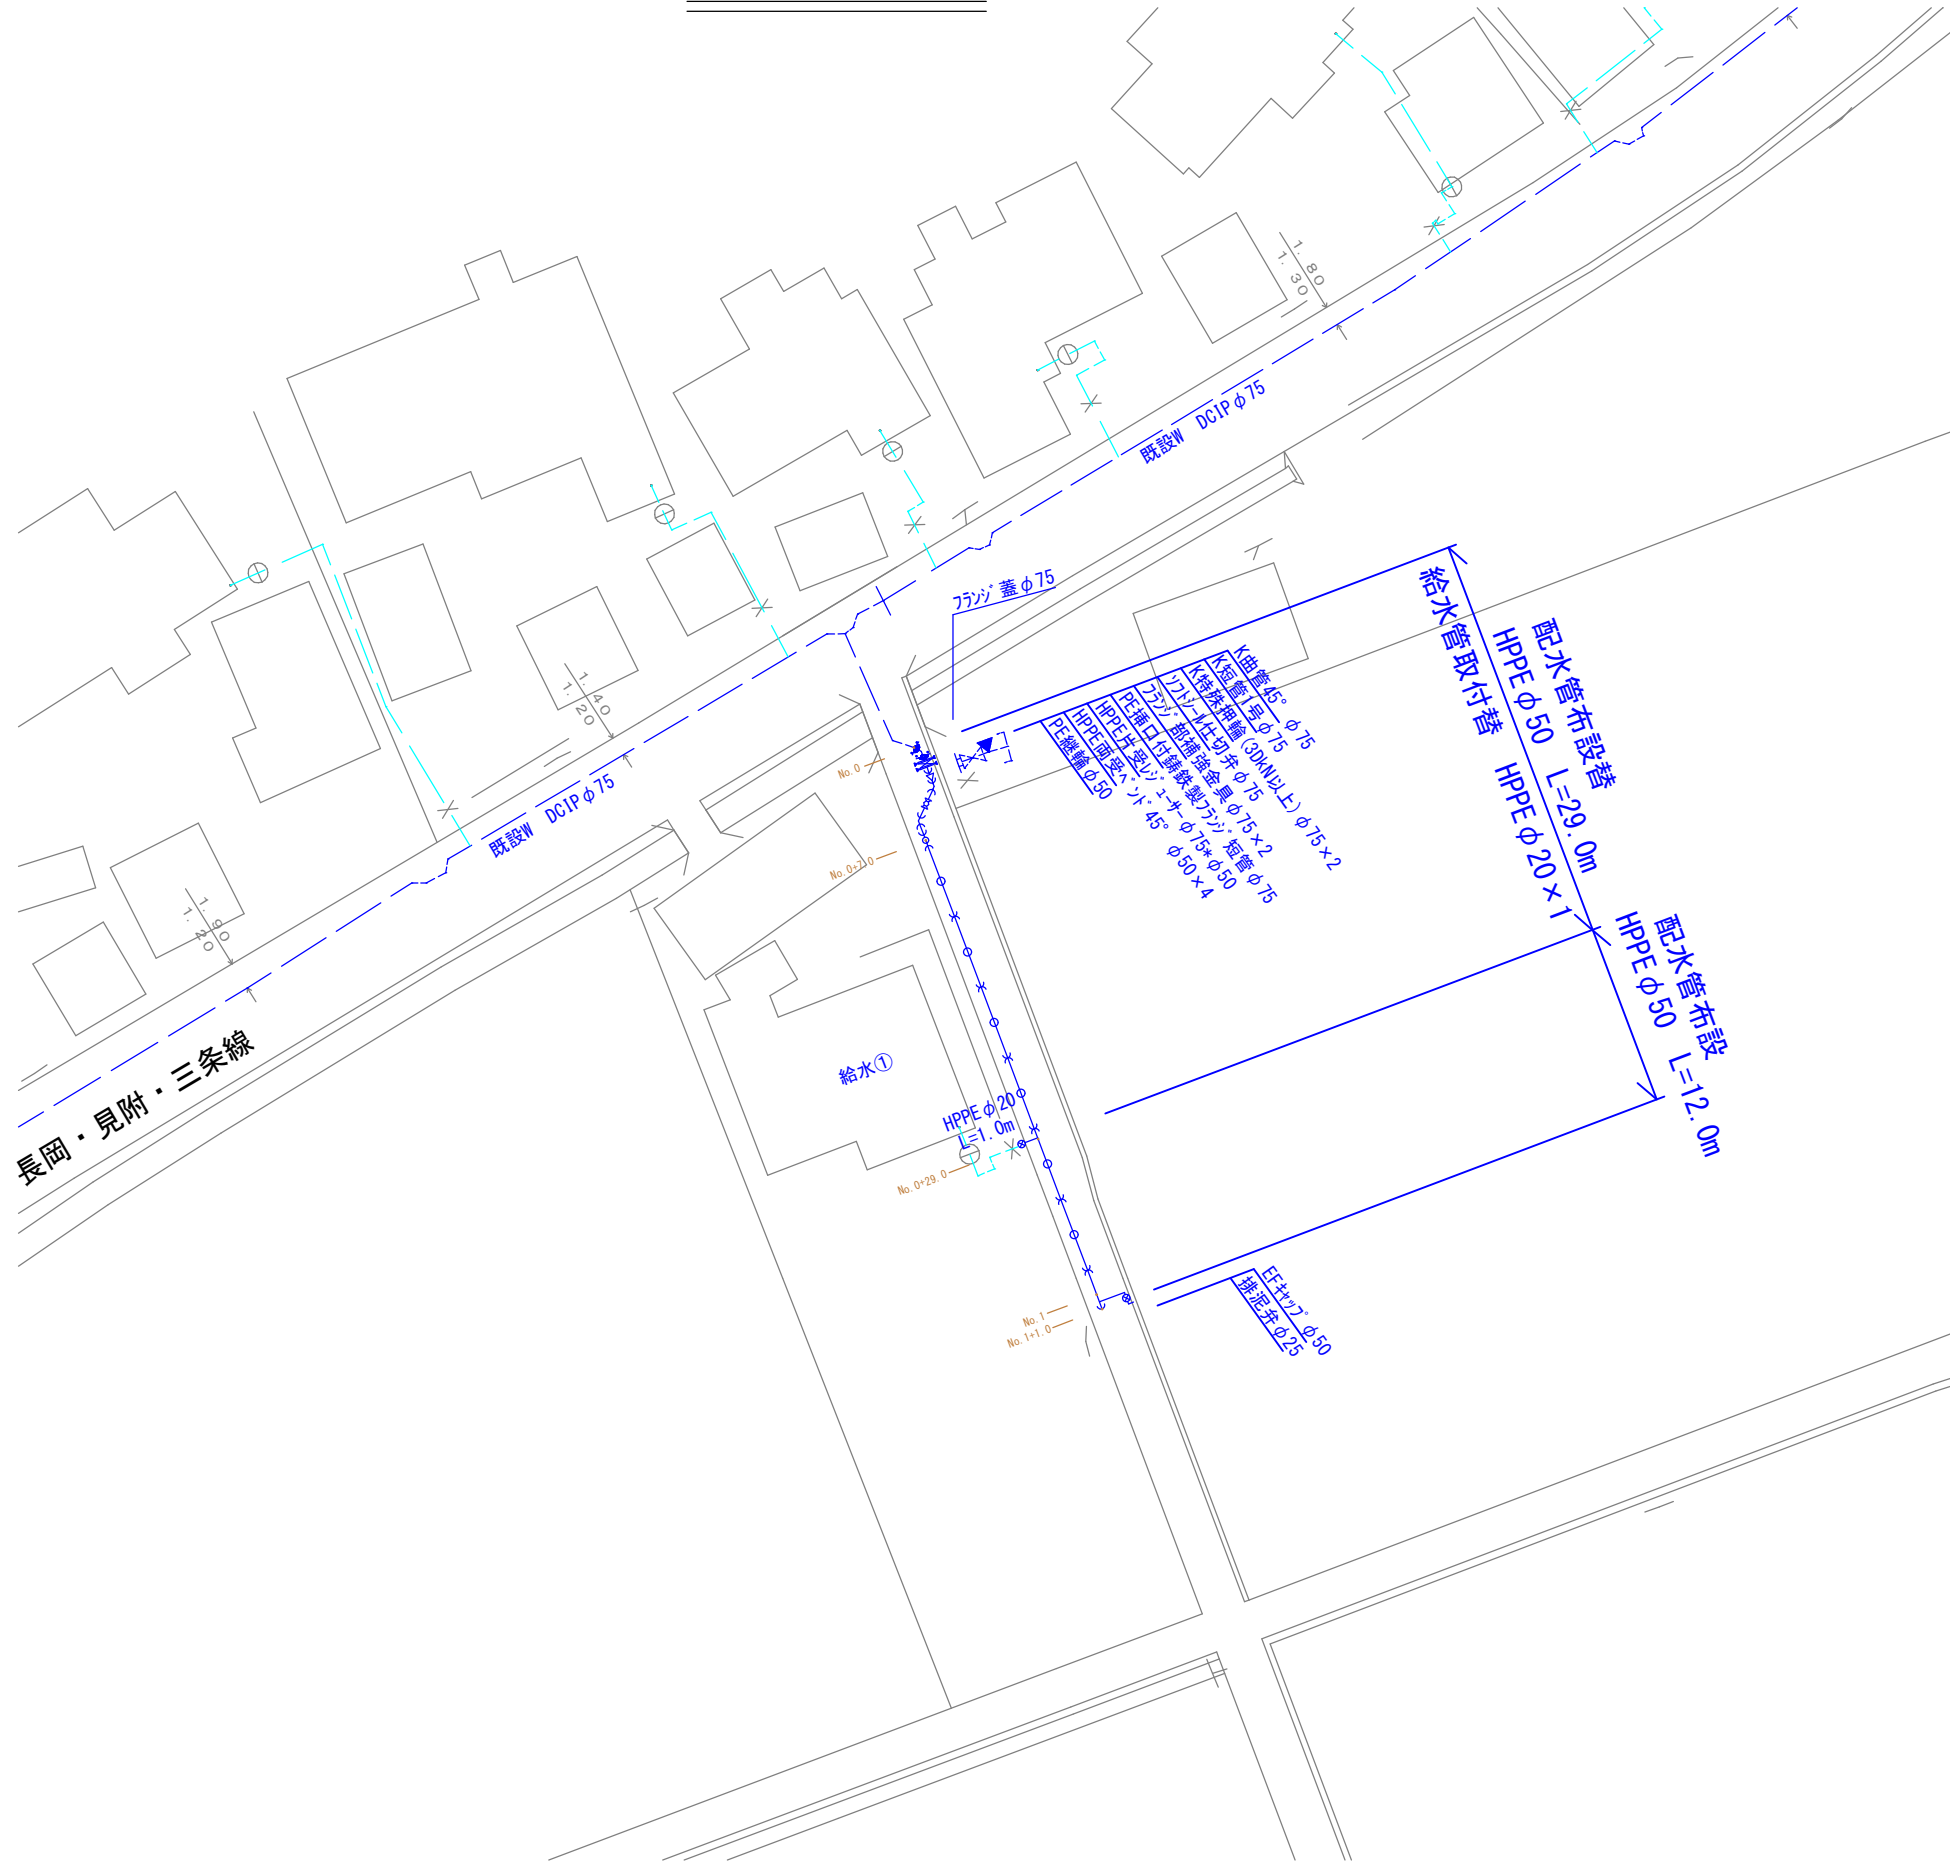 1.80
1.30
既設W DCIPφ75
フランジ蓋φ75
1.40
1.20
既設W DCIPφ75
1.90
1.20
長岡・見附・三条線
配水管布設替
HPPEφ50 L=29.0m
給水管取付替 HPPEφ20×1
配水管布設
HPPEφ50 L=12.0m
K曲管45°φ75
K短管1号φ75
K特殊押輪(3DkN以上)φ75×2
ソフトシール仕切弁φ75
フランジ部補強金具φ75×2
PE挿口付鋳鉄製フランジ短管φ75
HPPE片受レジューサーφ75*φ50
HPPE両受ベンド45°φ50×4
PE継輪φ50
No.0
No.0+7.0
給水①
HPPEφ20
L=1.0m
No.0+29.0
No.1
No.1+1.0
EFキャップφ50
排泥弁φ25